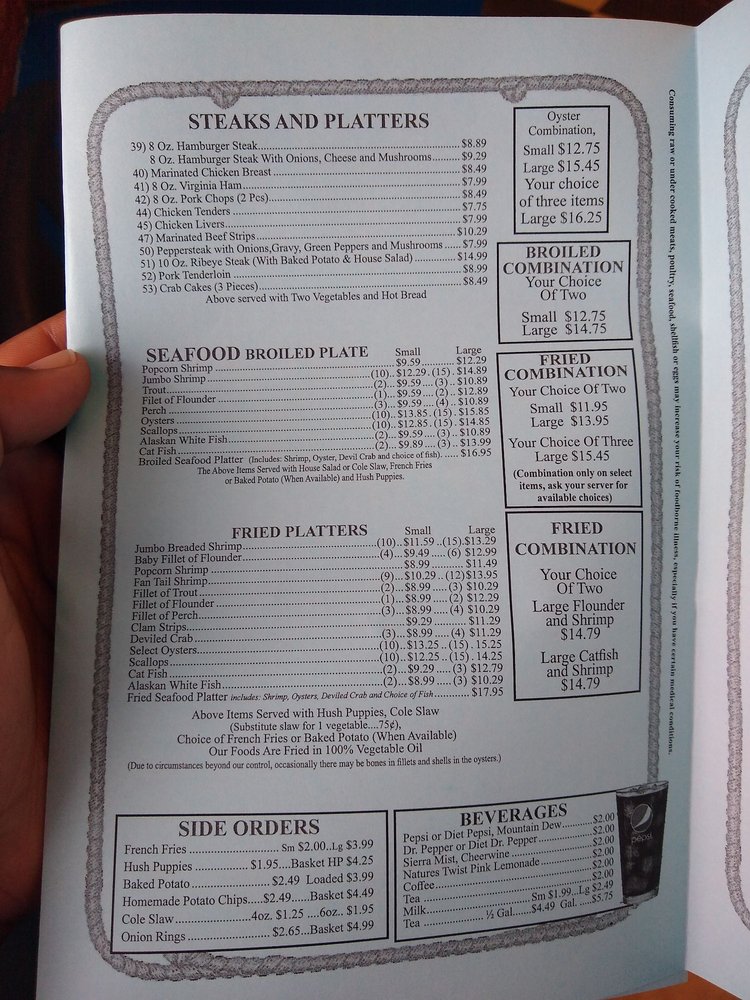 STEAKS AND PLATTERS
39) 8 Oz. Hamburger Steak....................$8.89
8 Oz. Hamburger Steak With Onions, Cheese and Mushrooms........$9.29
40) Marinated Chicken Breast....................$8.49
41) 8 Oz. Virginia Ham....................$7.99
42) 8 Oz. Pork Chops (2 Pcs)....................$8.49
44) Chicken Tenders....................$7.75
45) Chicken Livers....................$7.99
47) Marinated Beef Strips....................$10.29
50) Peppersteak with Onions,Gravy, Green Peppers and Mushrooms.....$7.99
51) 10 Oz. Ribeye Steak (With Baked Potato & House Salad)..........$14.99
52) Pork Tenderloin....................$8.99
53) Crab Cakes (3 Pieces)....................$8.49
Above served with Two Vegetables and Hot Bread
SEAFOOD BROILED PLATE Small Large
Popcorn Shrimp....................$9.59..........$12.29
Jumbo Shrimp....................(10)..$12.29.(15).$14.89
Trout....................(2)...$9.59....(3)..$10.89
Filet of Flounder....................(1)...$9.59....(2)..$12.89
Perch....................(3)...$9.59....(4)..$10.89
Oysters....................(10)..$13.85.(15).$15.85
Scallops....................(10)..$12.85.(15).$14.85
Alaskan White Fish....................(2)...$9.59....(3)..$10.89
Cat Fish....................(2)...$9.89....(3)..$13.99
Broiled Seafood Platter (Includes: Shrimp, Oyster, Devil Crab and choice of fish)......$16.95
The Above Items Served with House Salad or Cole Slaw, French Fries
or Baked Potato (When Available) and Hush Puppies.
FRIED PLATTERS Small Large
Jumbo Breaded Shrimp....................(10)...$11.59..(15).$13.29
Baby Fillet of Flounder....................(4)...$9.49.....(6) $12.99
Popcorn Shrimp....................$8.99..........$11.49
Fan Tail Shrimp....................(9)...$10.29..(12)$13.95
Fillet of Trout....................(2)...$8.99....(3) $10.29
Fillet of Flounder....................(1)...$8.99....(2) $12.29
Fillet of Perch....................(3)...$8.99....(4) $10.29
Clam Strips....................$9.29..........$11.29
Deviled Crab....................(3)...$8.99....(4) $11.29
Select Oysters....................(10)...$13.25..(15).15.25
Scallops....................(10)...$12.25..(15).14.25
Cat Fish....................(2)...$9.29....(3) $12.79
Alaskan White Fish....................(2)...$8.99....(3) $10.29
Fried Seafood Platter includes: Shrimp, Oysters, Deviled Crab and Choice of Fish....................$17.95
Above Items Served with Hush Puppies, Cole Slaw
(Substitute slaw for 1 vegetable....75¢),
Choice of French Fries or Baked Potato (When Available)
Our Foods Are Fried in 100% Vegetable Oil
(Due to circumstances beyond our control, occasionally there may be bones in fillets and shells in the oysters.)
Oyster
Combination,
Small $12.75
Large $15.45
Your choice
of three items
Large $16.25
BROILED
COMBINATION
Your Choice
Of Two
Small $12.75
Large $14.75
FRIED
COMBINATION
Your Choice Of Two
Small $11.95
Large $13.95
Your Choice Of Three
Large $15.45
(Combination only on select
items, ask your server for
available choices)
FRIED
COMBINATION
Your Choice
Of Two
Large Flounder
and Shrimp
$14.79
Large Catfish
and Shrimp
$14.79
Consuming raw or under cooked meats, poultry, seafood, shellfish or eggs may increase your risk of foodborne illness, especially if you have certain medical conditions.
SIDE ORDERS
French Fries....................Sm $2.00..Lg $3.99
Hush Puppies....................$1.95....Basket HP $4.25
Baked Potato....................$2.49 Loaded $3.99
Homemade Potato Chips.....$2.49......Basket $4.49
Cole Slaw....................4oz. $1.25 ....6oz.. $1.95
Onion Rings....................$2.65...Basket $4.99
BEVERAGES
Pepsi or Diet Pepsi, Mountain Dew..........$2.00
Dr. Pepper or Diet Dr. Pepper....................$2.00
Sierra Mist, Cheerwine....................$2.00
Natures Twist Pink Lemonade....................$2.00
Coffee....................$2.00
Tea....................$2.00
Milk....................Sm $1.99...Lg $2.49
Tea....................½ Gal......$4.49 Gal. ....$5.75
pepsi